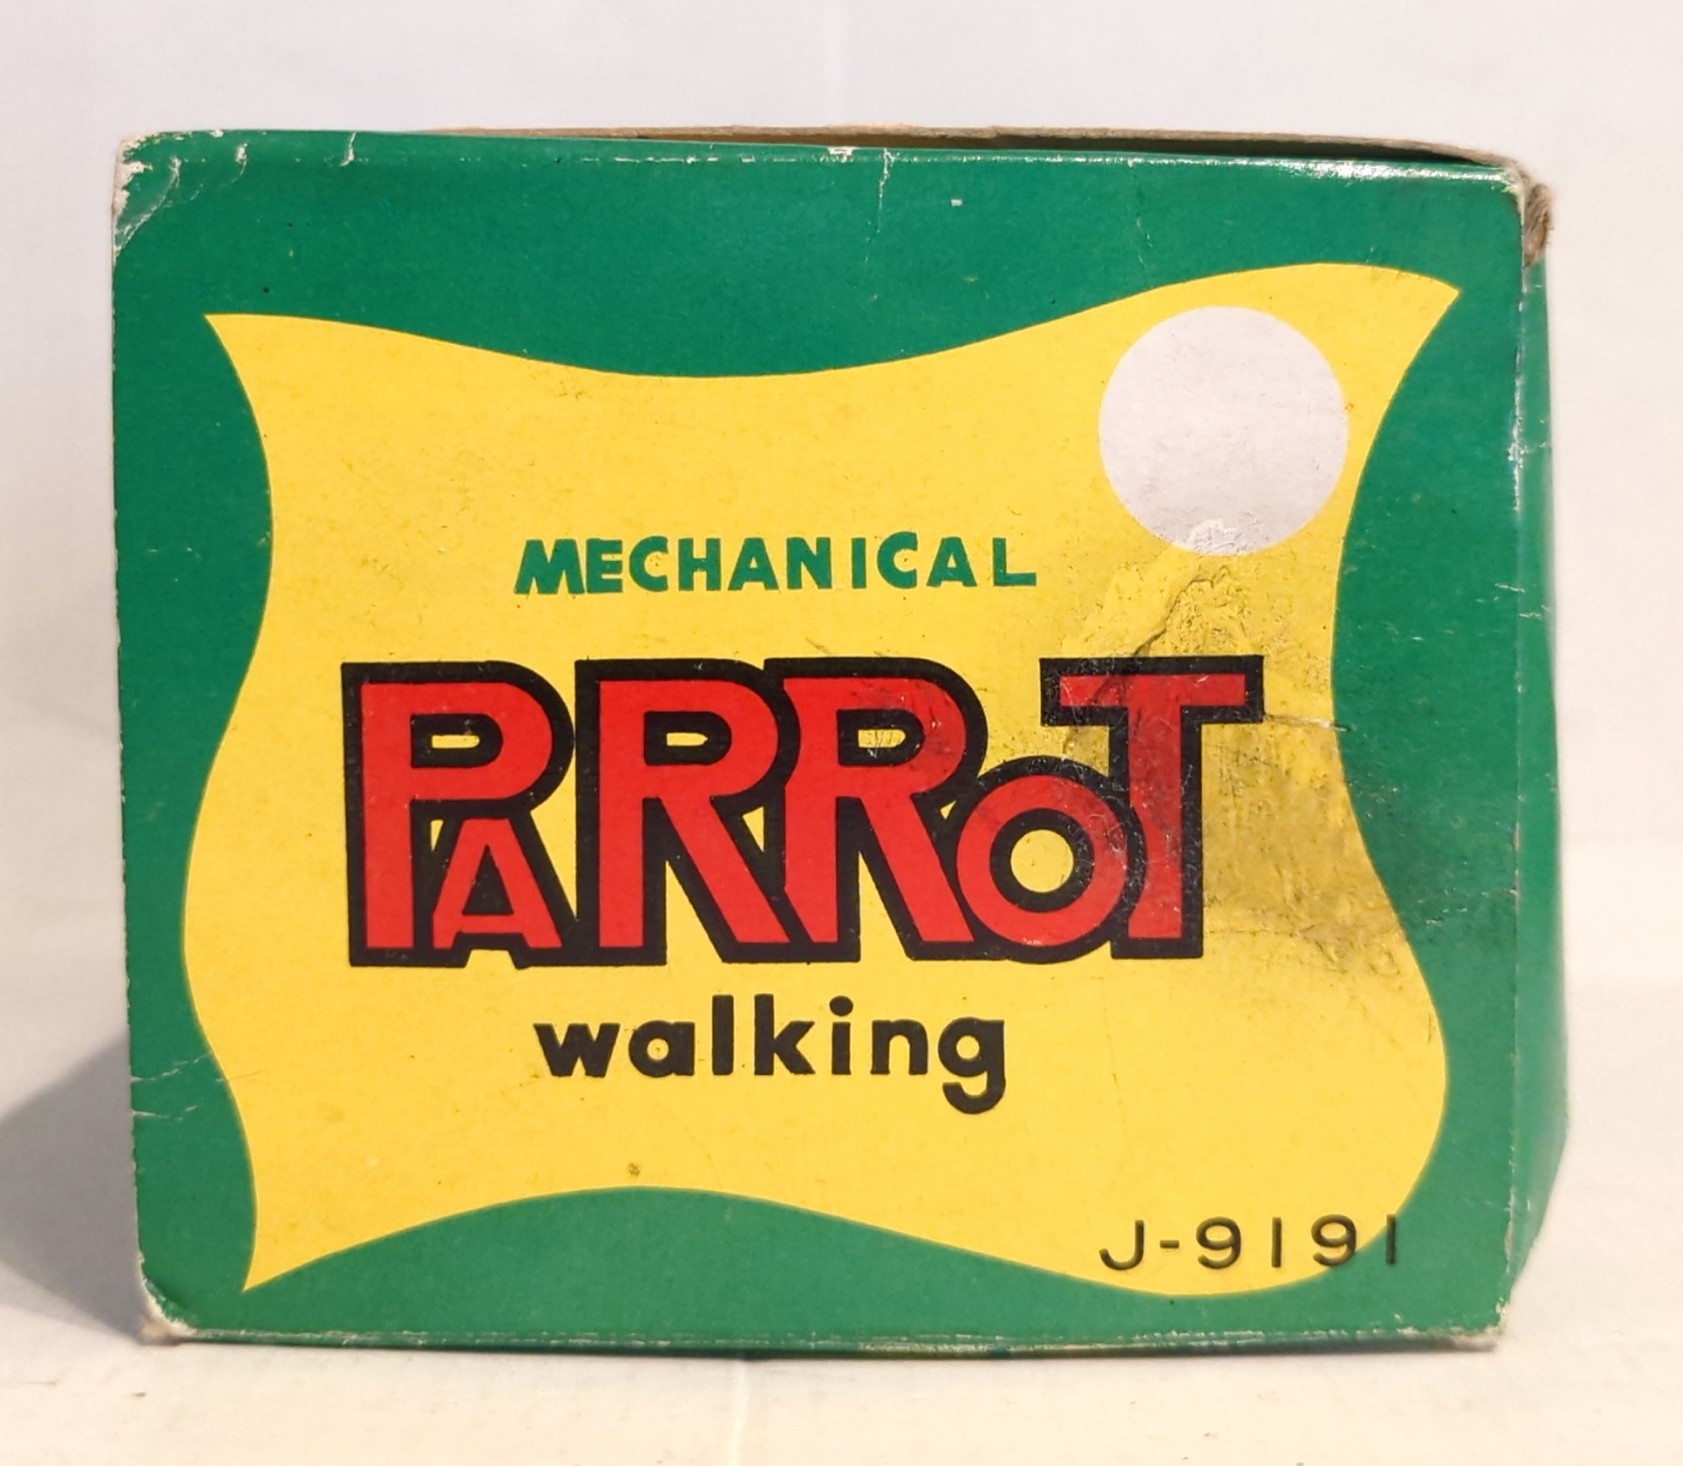 MECHANICAL
PARRoT
walking
J-9191